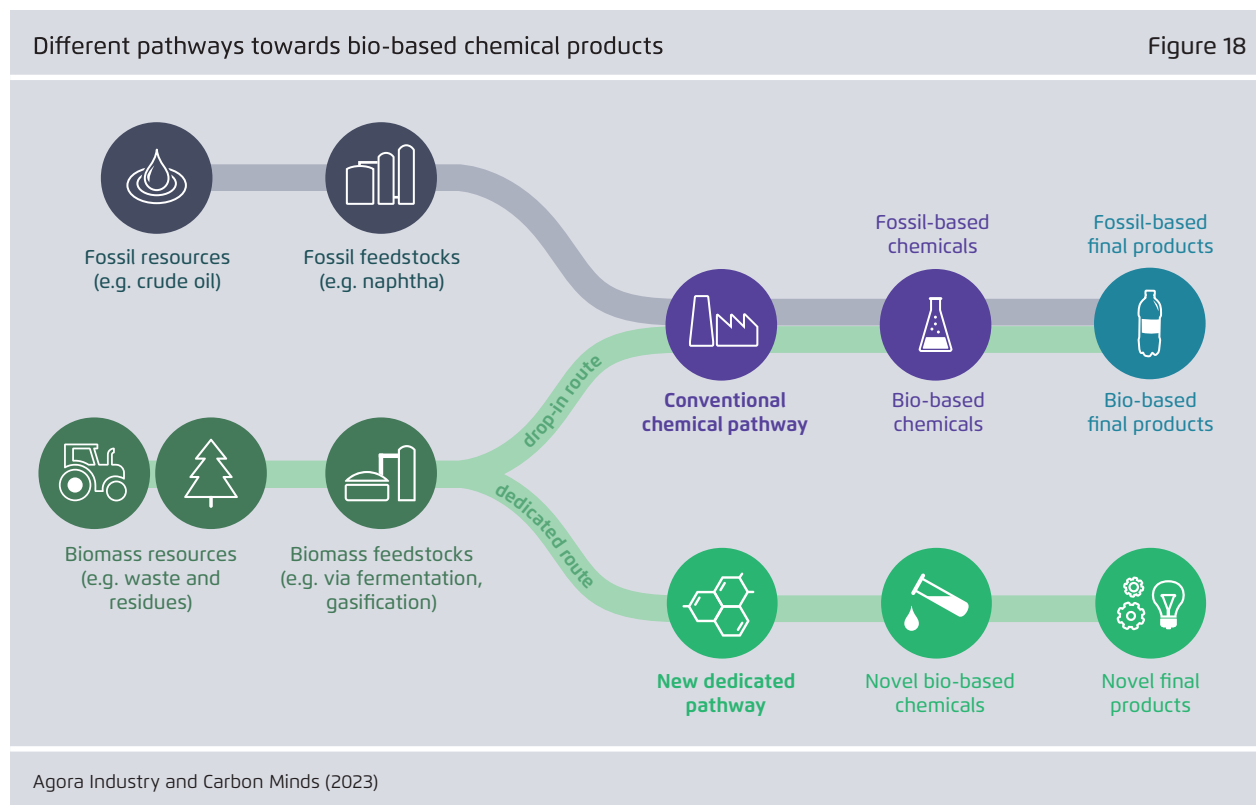 Different pathways towards bio-based chemical products
Figure 18
Fossil resources
(e.g. crude oil)
Fossil feedstocks
(e.g. naphtha)
Fossil-based
chemicals
Fossil-based
final products
drop-in route
Conventional
chemical pathway
Bio-based
chemicals
Bio-based
final products
dedicated route
Biomass resources
(e.g. waste and
residues)
Biomass feedstocks
(e.g. via fermentation,
gasification)
New dedicated
pathway
Novel bio-based
chemicals
Novel final
products
Agora Industry and Carbon Minds (2023)